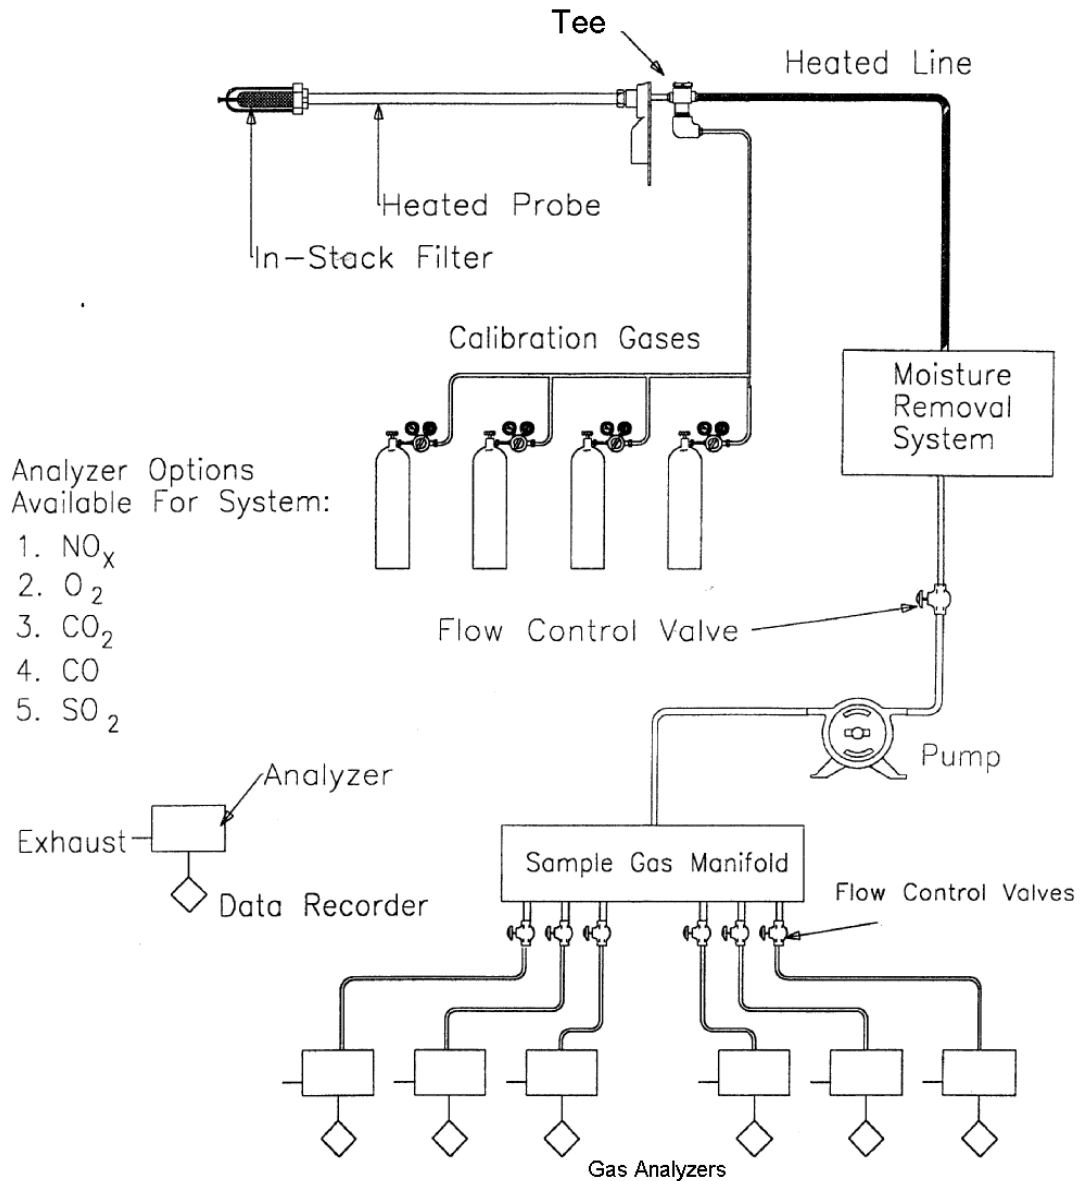 Tee
Heated Line
Heated Probe
In-Stack Filter
Calibration Gases
Moisture
Removal
System
Analyzer Options
Available For System:
1. NOX
2. O2
3. CO2
4. CO
5. SO2
Flow Control Valve
Pump
Analyzer
Exhaust
Data Recorder
Sample Gas Manifold
Flow Control Valves
Gas Analyzers